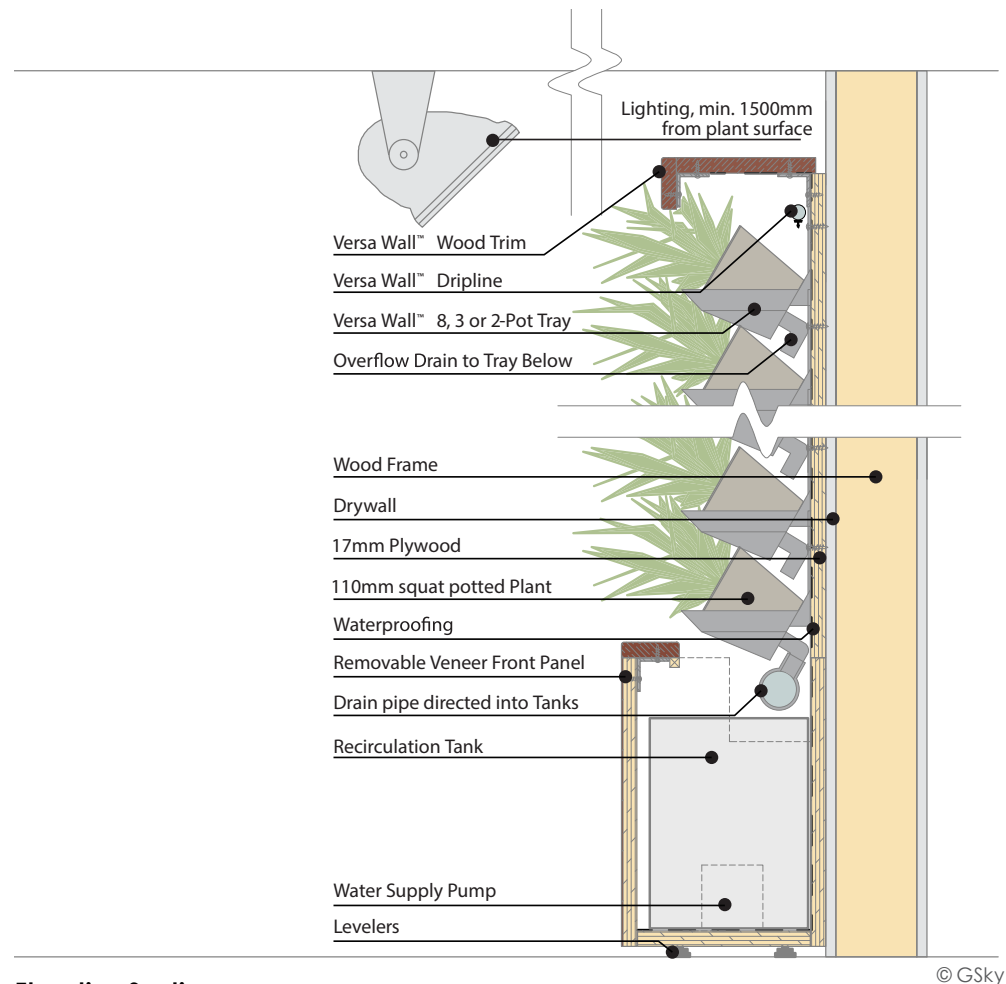 Lighting, min. 1500mm
from plant surface
Versa Wall™ Wood Trim
Versa Wall™ Dripline
Versa Wall™ 8, 3 or 2-Pot Tray
Overflow Drain to Tray Below
Wood Frame
Drywall
17mm Plywood
110mm squat potted Plant
Waterproofing
Removable Veneer Front Panel
Drain pipe directed into Tanks
Recirculation Tank
Water Supply Pump
Levelers
© GSky